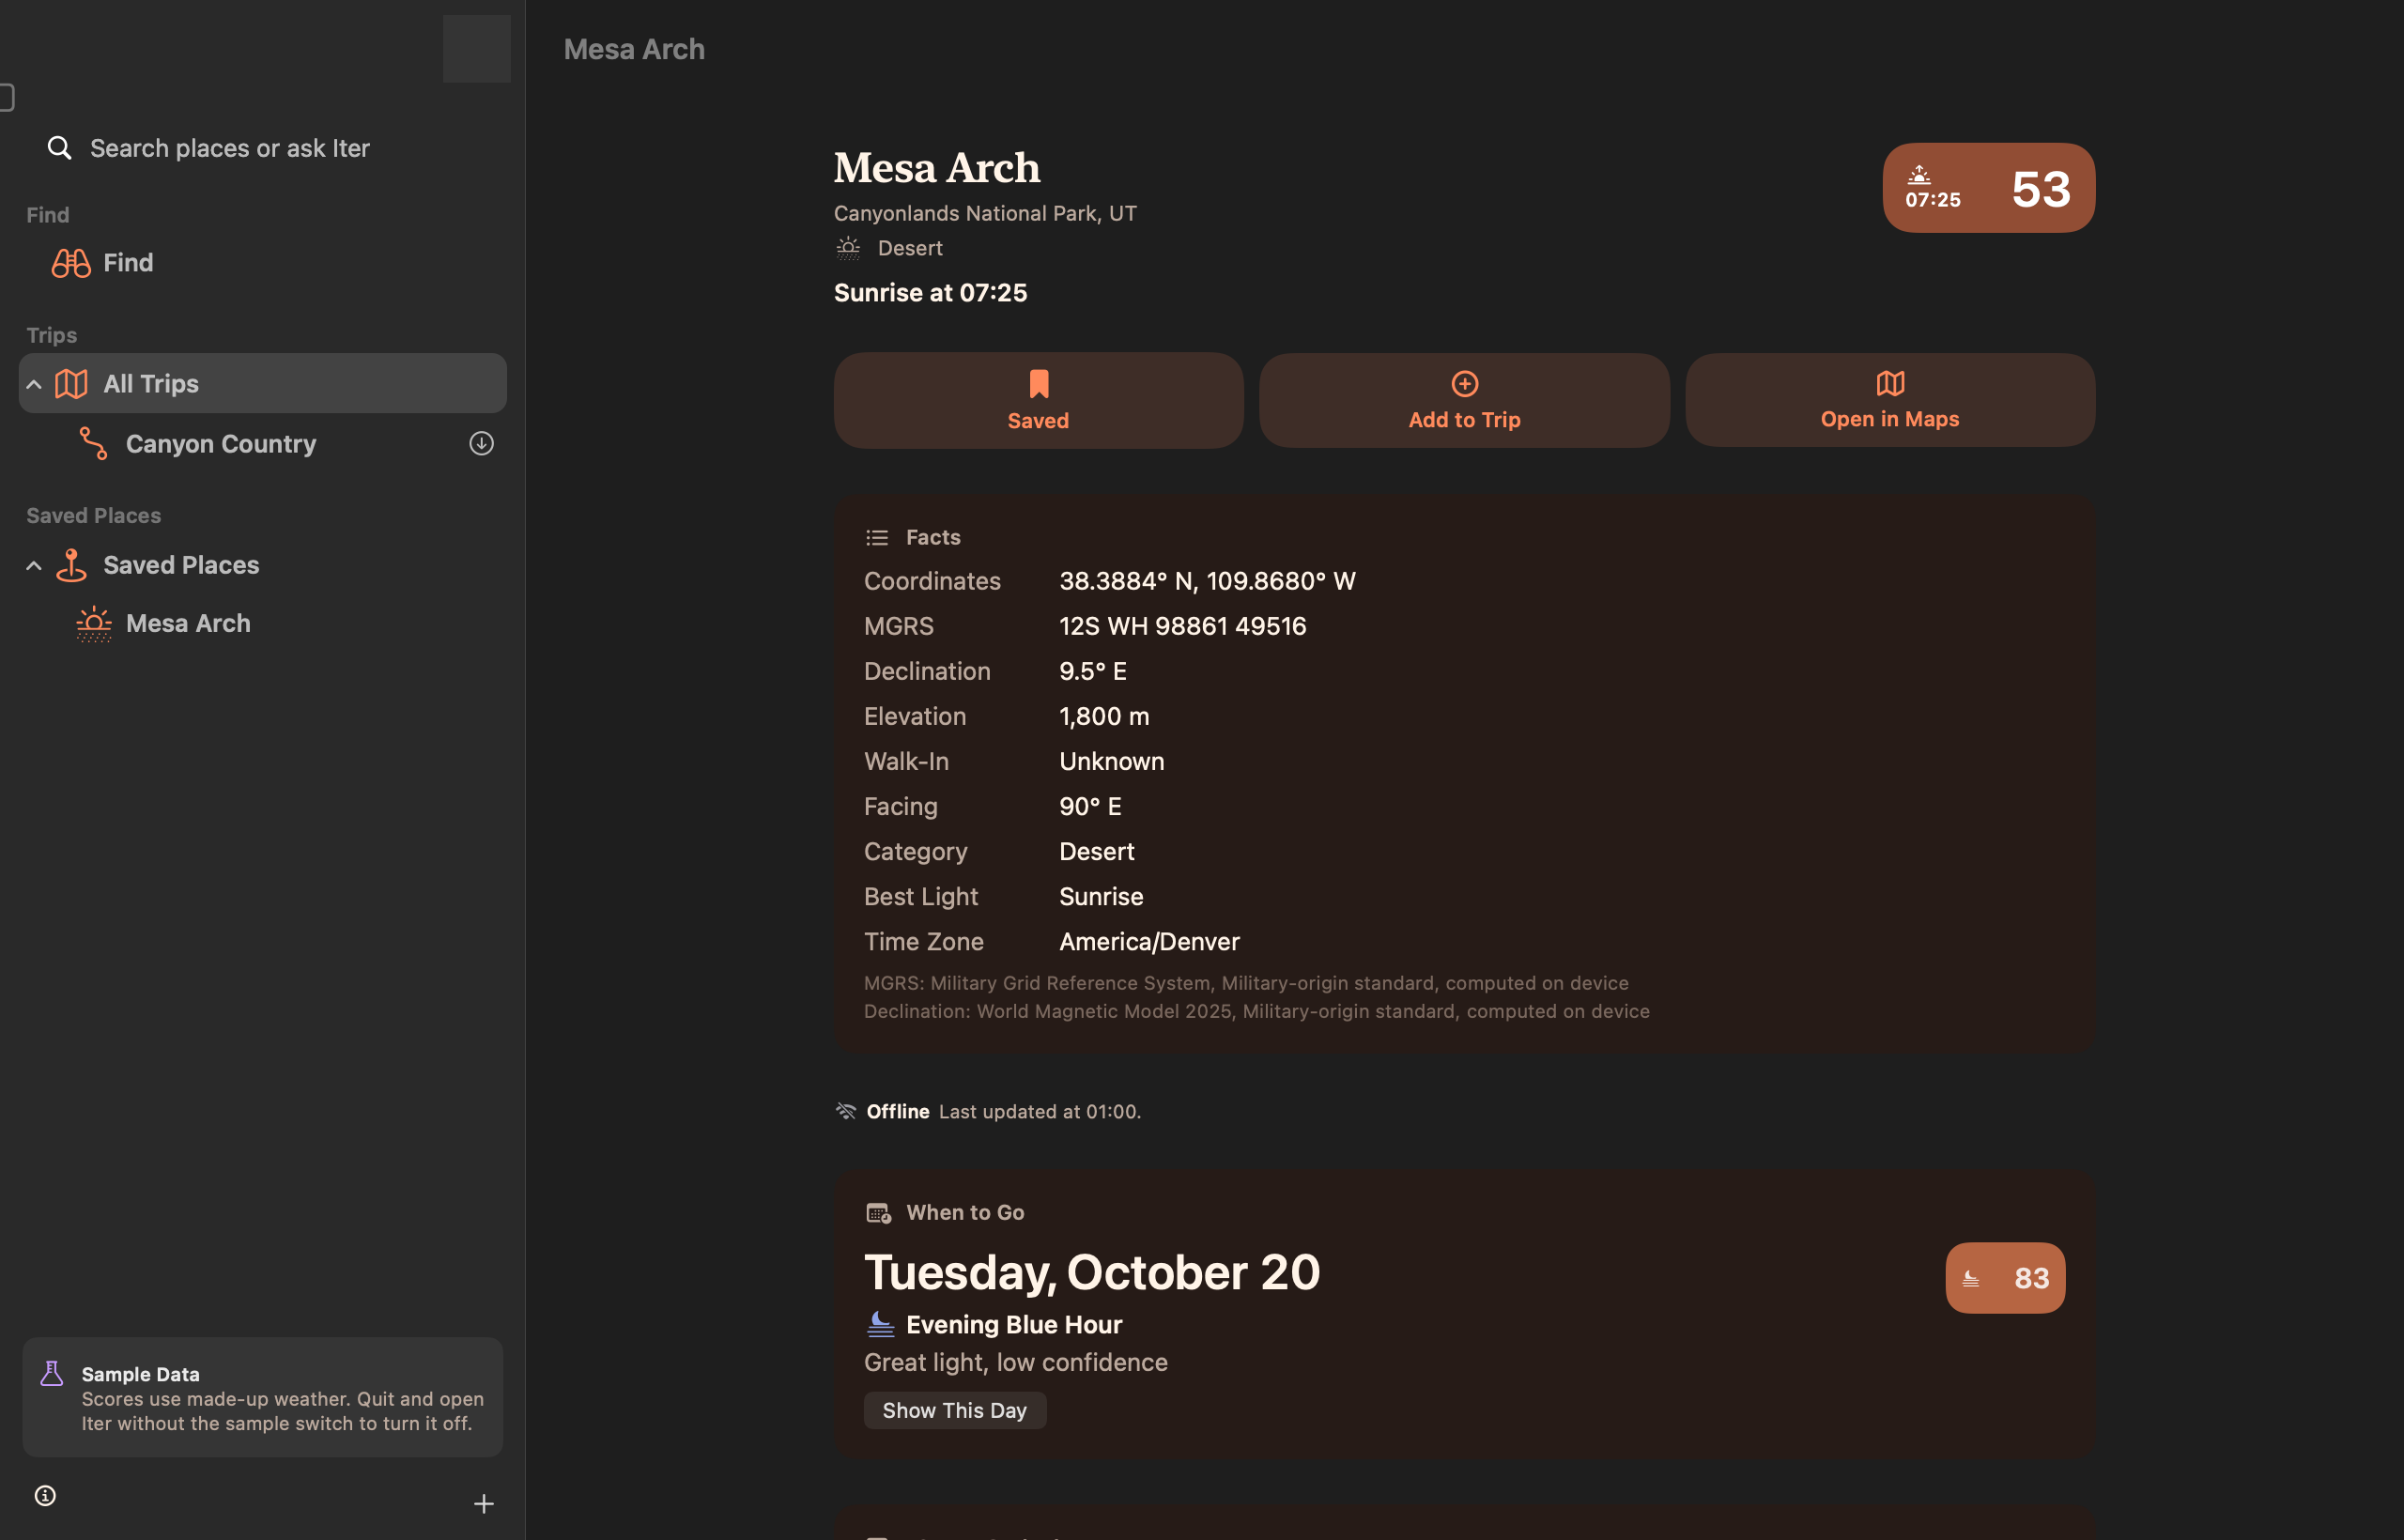 Mesa Arch
Search places or ask Iter
Find
Find
Trips
All Trips
Canyon Country
Saved Places
Saved Places
Mesa Arch
Sample Data
Scores use made-up weather. Quit and open
Iter without the sample switch to turn it off.
Mesa Arch
Canyonlands National Park, UT
Desert
Sunrise at 07:25
07:25
53
Saved
Add to Trip
Open in Maps
Facts
Coordinates 38.3884° N, 109.8680° W
MGRS 12S WH 98861 49516
Declination 9.5° E
Elevation 1,800 m
Walk-In Unknown
Facing 90° E
Category Desert
Best Light Sunrise
Time Zone America/Denver
MGRS: Military Grid Reference System, Military-origin standard, computed on device
Declination: World Magnetic Model 2025, Military-origin standard, computed on device
Offline Last updated at 01:00.
When to Go
Tuesday, October 20
83
Evening Blue Hour
Great light, low confidence
Show This Day